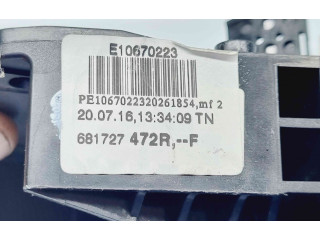 E10670223
PE1067022320261854,mf 2
20.07.16,13:34:09 TN
681727 472R,--F